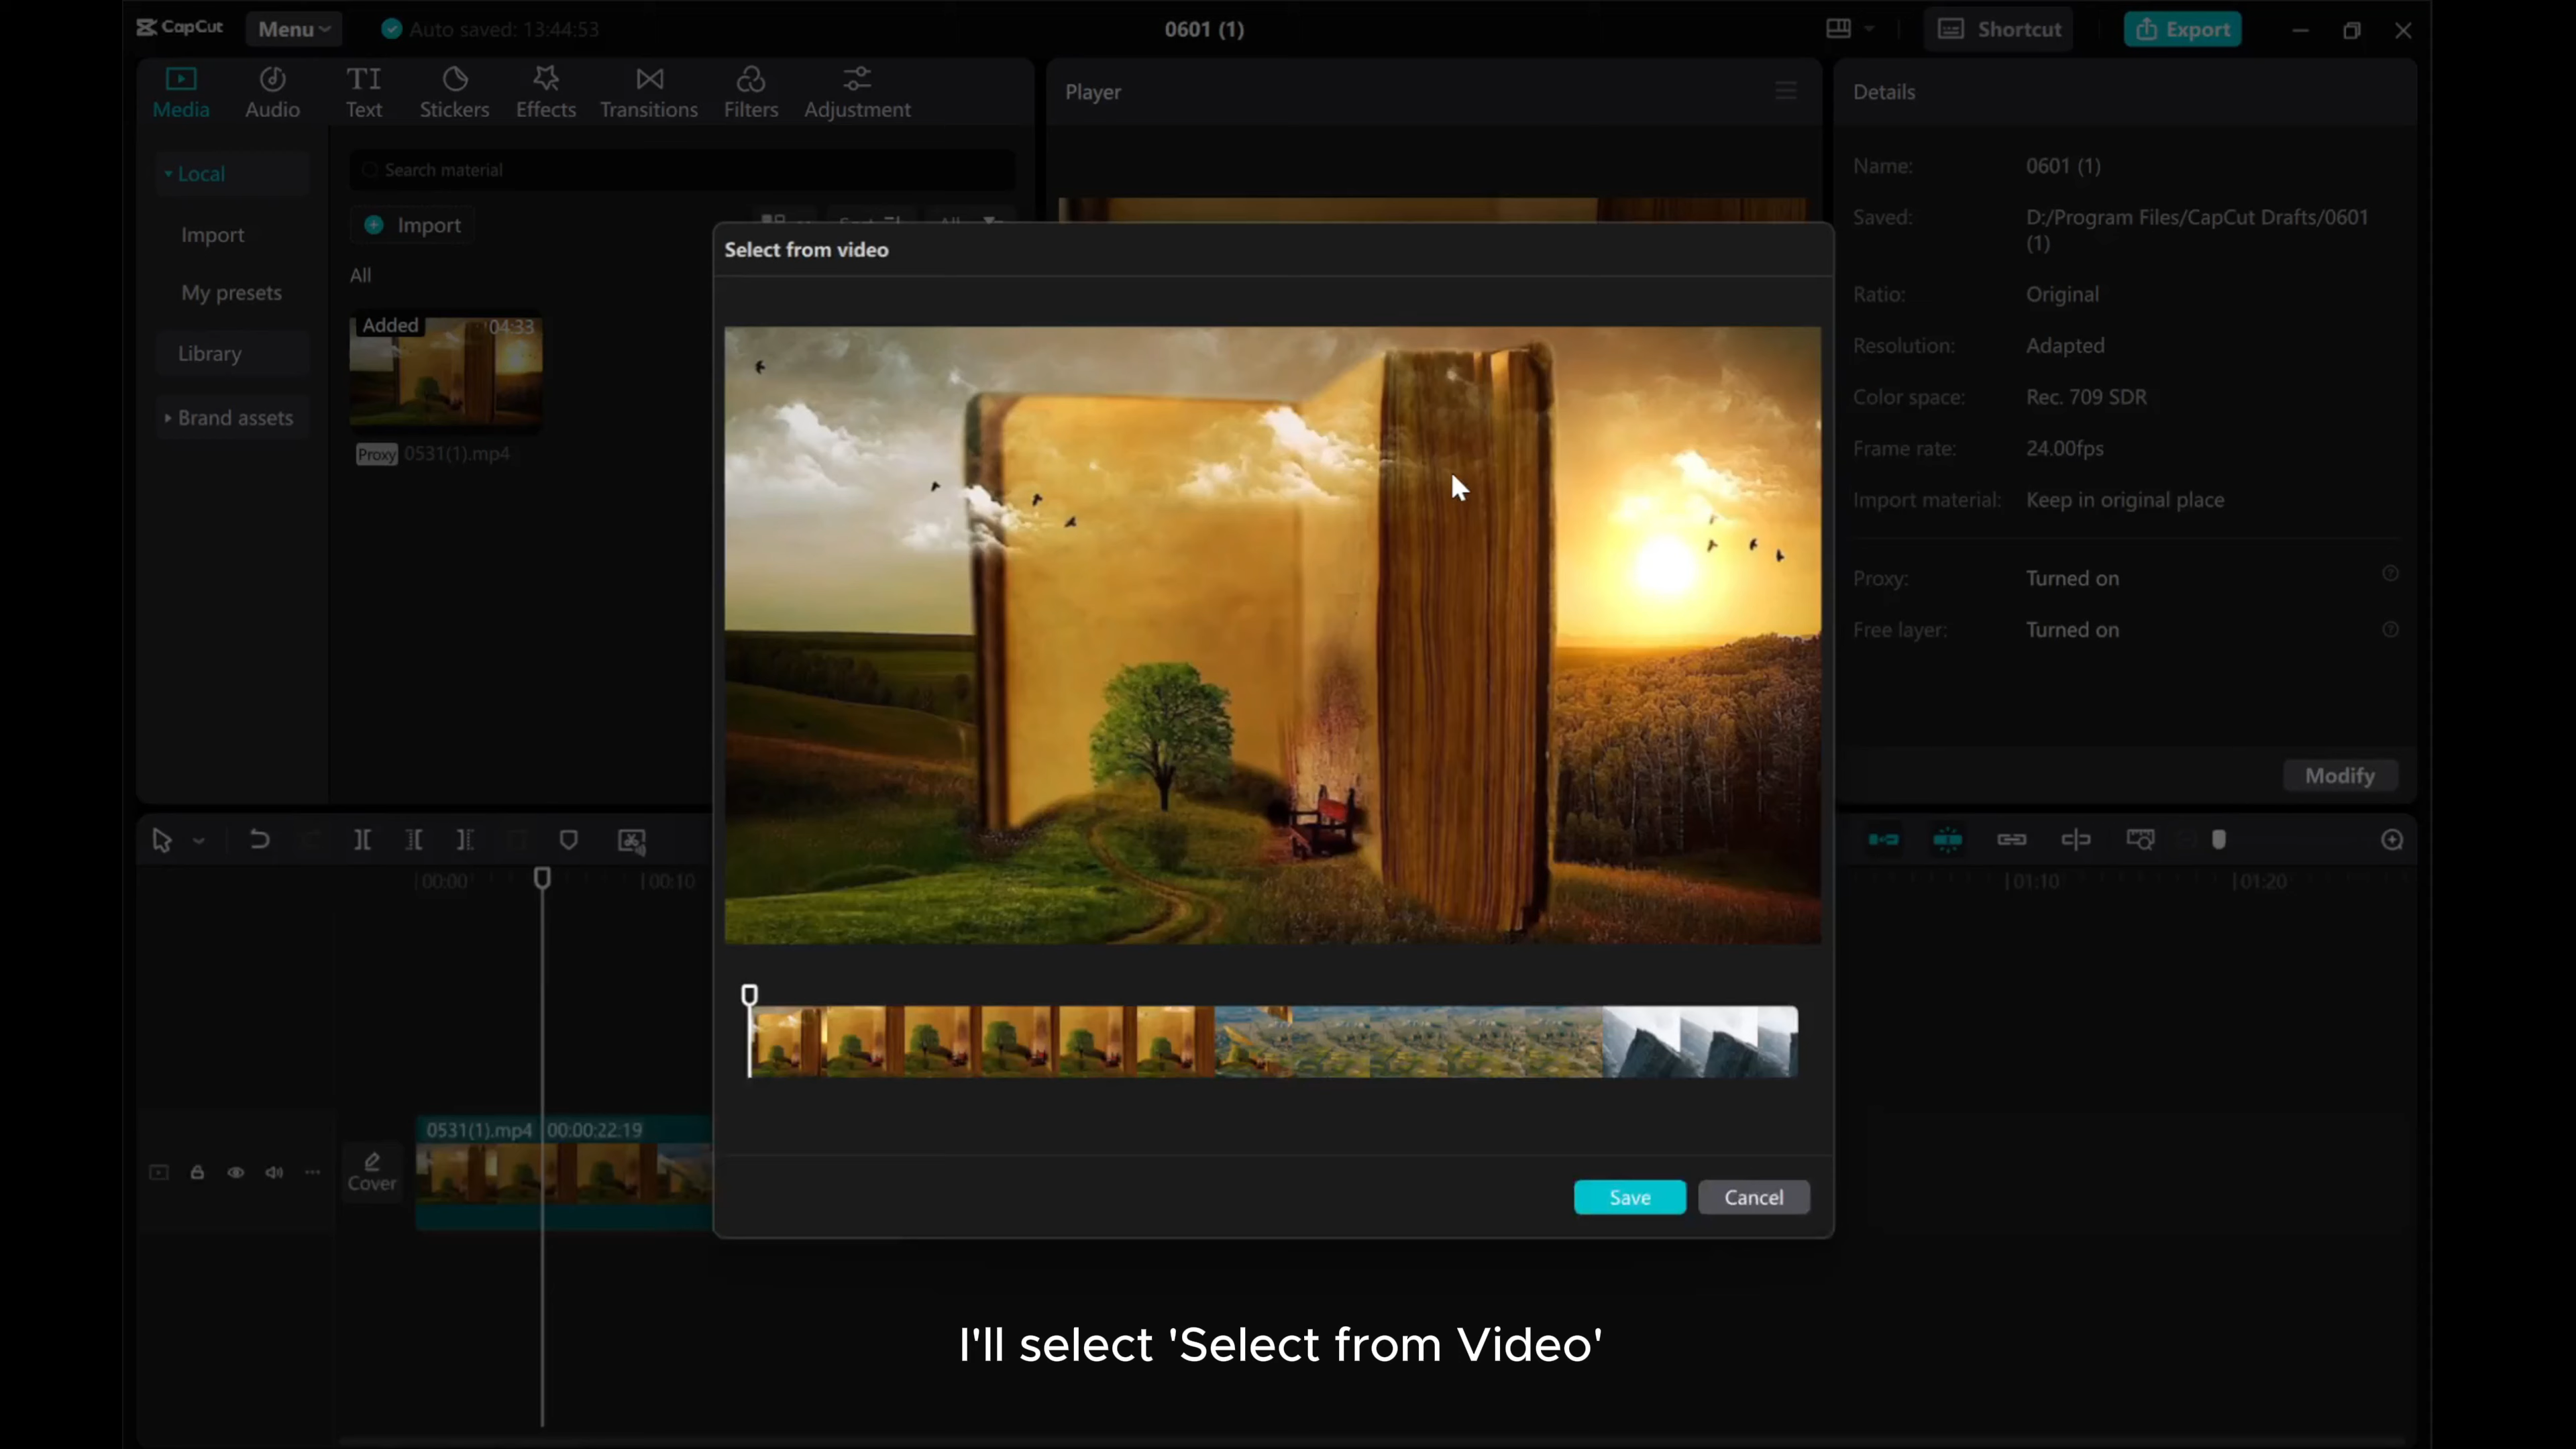 CapCut
Menu
Auto saved: 13:44:53
0601 (1)
Shortcut
Export
Media
Audio
TI
Text
Stickers
Effects
Transitions
Filters
Adjustment
Player
Details
Local
Search material
Import
Import
My presets
All
Added
04:33
Library
Brand assets
Proxy
0531(1).mp4
Select from video
Name:
0601 (1)
Saved:
D:/Program Files/CapCut Drafts/0601
(1)
Ratio:
Original
Resolution:
Adapted
Color space:
Rec. 709 SDR
Frame rate:
24.00fps
Import material:
Keep in original place
Proxy:
Turned on
Free layer:
Turned on
Modify
00:00
00:10
01:10
01:20
0531(1).mp4
00:00:22:19
Cover
Save
Cancel
I'll select 'Select from Video'